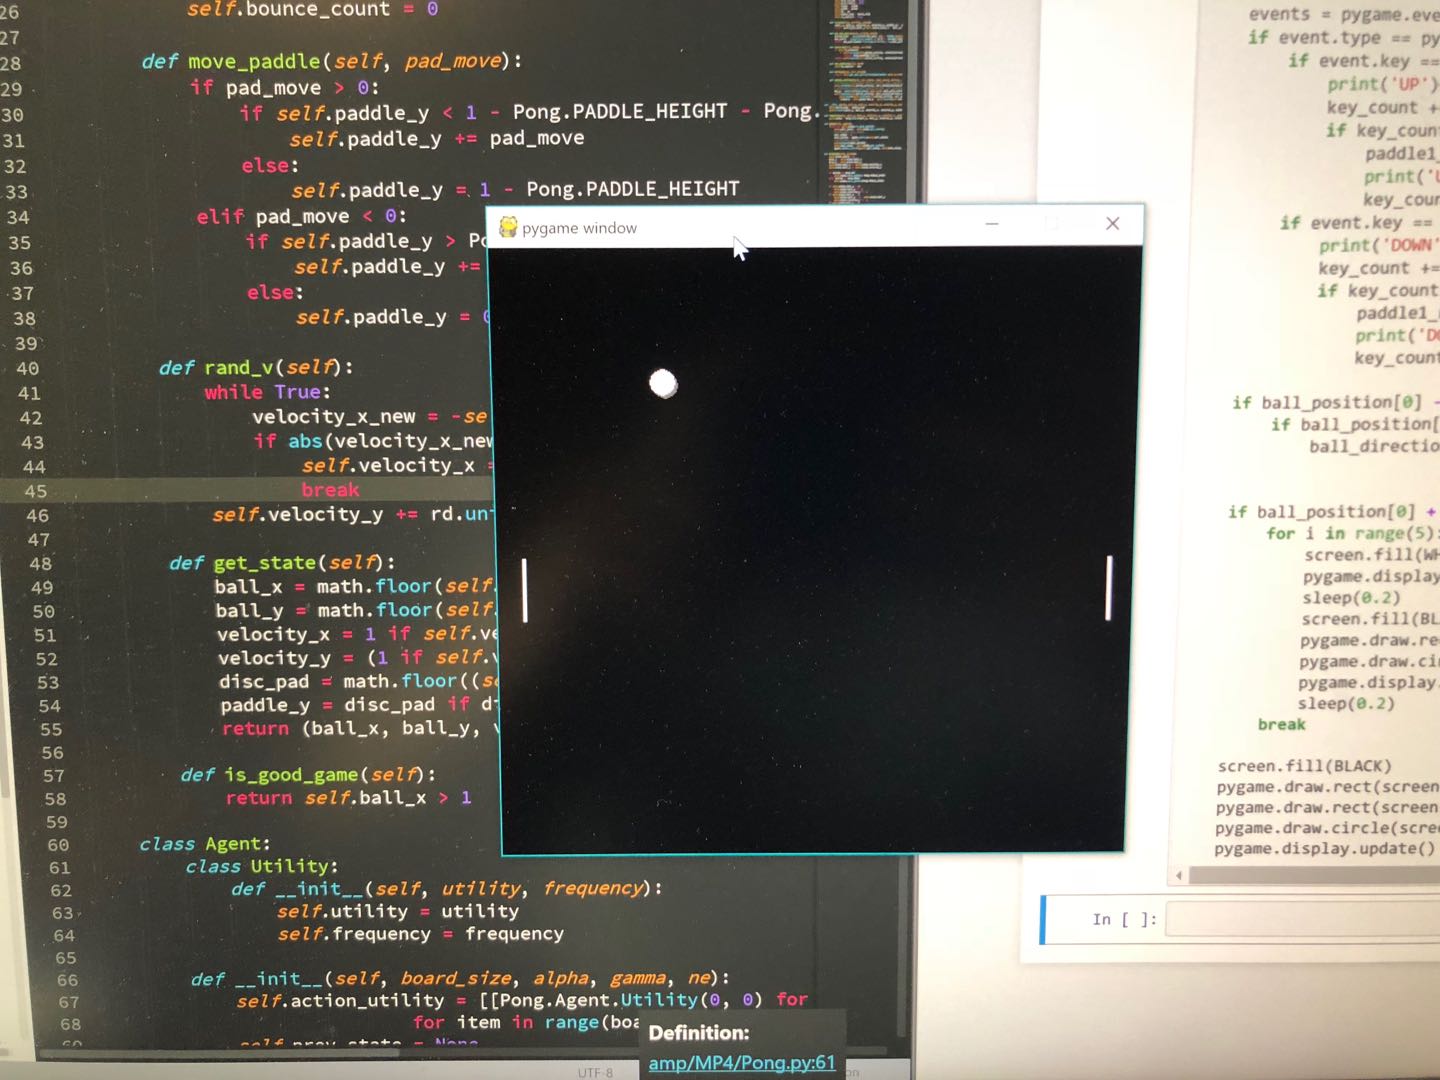 26 self.bounce_count = 0
27
28 def move_paddle(self, pad_move):
29 if pad_move > 0:
30 if self.paddle_y < 1 - Pong.PADDLE_HEIGHT - Pong.
31 self.paddle_y += pad_move
32 else:
33 self.paddle_y = 1 - Pong.PADDLE_HEIGHT
34 elif pad_move < 0:
35 if self.paddle_y >
36 self.paddle_y +=
37 else:
38 self.paddle_y =
39
40 def rand_v(self):
41 while True:
42 velocity_x_new = -se
43 if abs(velocity_x_new
44 self.velocity_x
45 break
46 self.velocity_y += rd.un
47
48 def get_state(self):
49 ball_x = math.floor(self.
50 ball_y = math.floor(self.
51 velocity_x = 1 if self.ve
52 velocity_y = (1 if self.
53 disc_pad = math.floor((s
54 paddle_y = disc_pad if d
55 return (ball_x, ball_y,
56
57 def is_good_game(self):
58 return self.ball_x > 1
59
60 class Agent:
61 class Utility:
62 def __init__(self, utility, frequency):
63 self.utility = utility
64 self.frequency = frequency
65
66 def __init__(self, board_size, alpha, gamma, ne):
67 self.action_utility = [[Pong.Agent.Utility(0, 0) for
68 for item in range(boa
Definition:
amp/MP4/Pong.py:61
UTF-8
pygame window
events = pygame.eve
if event.type == py
if event.key ==
print('UP')
key_count +
if key_coun
paddle1_
print('U
key_cou
if event.key ==
print('DOWN'
key_count +=
if key_count
paddle1_
print('D
key_count
if ball_position[0] -
if ball_position[
ball_directio
if ball_position[0] +
for i in range(5):
screen.fill(WH
pygame.display
sleep(0.2)
screen.fill(BL
pygame.draw.re
pygame.draw.ci
pygame.display.
sleep(0.2)
break
screen.fill(BLACK)
pygame.draw.rect(screen
pygame.draw.rect(screen
pygame.draw.circle(scree
pygame.display.update()
In [ ]: